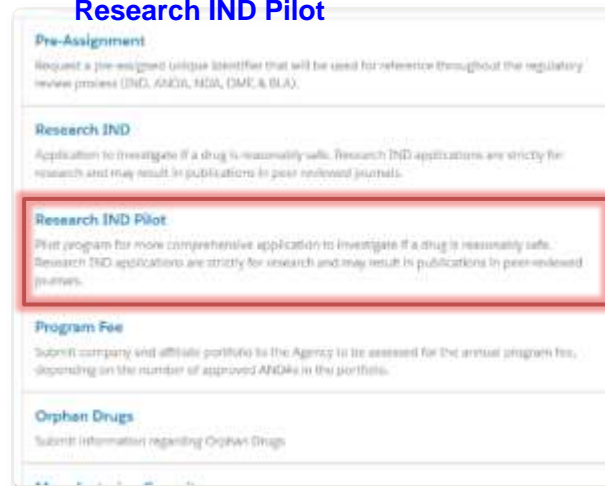 Research IND Pilot
Pre-Assignment
Request a pre-assigned unique identifier that will be used for reference throughout the regulatory
review process (IND, ANDA, NDA, DMF, & BLA).
Research IND
Application to investigate if a drug is reasonably safe. Research IND applications are strictly for
research and may result in publications in peer reviewed journals.
Research IND Pilot
Pilot program for more comprehensive application to investigate if a drug is reasonably safe.
Research IND applications are strictly for research and may result in publications in peer-reviewed
journals.
Program Fee
Submit company and affiliate portfolio to the Agency to be assessed for the annual program fee,
depending on the number of approved ANDAs in the portfolio.
Orphan Drugs
Submit information regarding Orphan Drugs